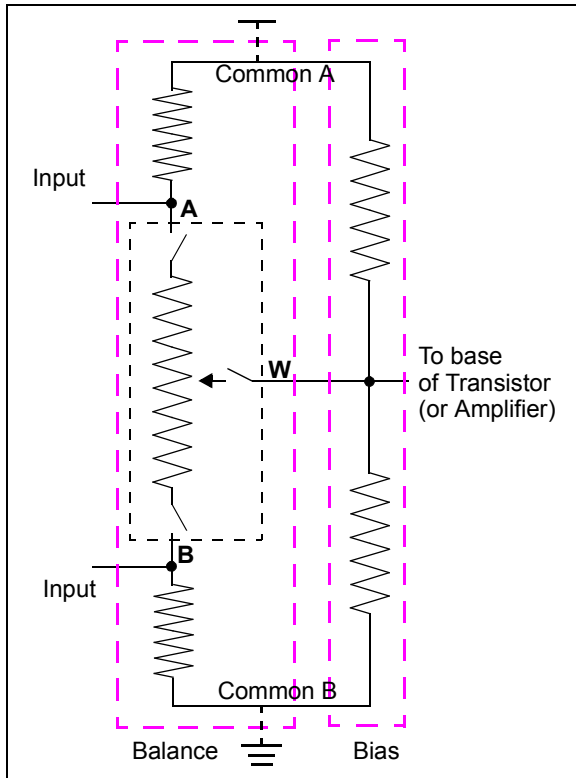 Common A
Input
A
W
To base
of Transistor
(or Amplifier)
B
Input
Common B
Balance
Bias